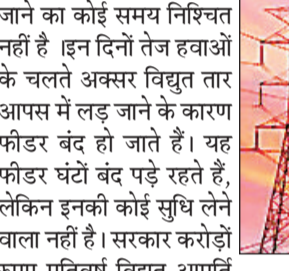 जाने का कोई समय निश्चित
नहीं है ।इन दिनों तेज हवाओं
के चलते अक्सर विद्युत तार
आपस में लड़ जाने के कारण
फीडर बंद हो जाते हैं। यह
फीडर घंटों बंद पड़े रहते हैं,
लेकिन इनकी कोई सुधि लेने
वाला नहीं है। सरकार करोड़ों